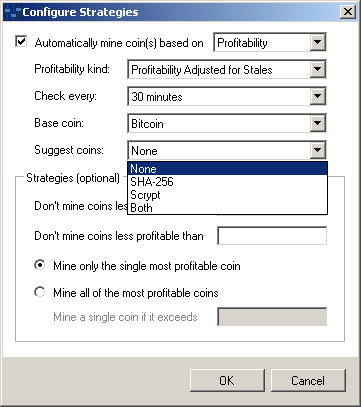 Configure Strategies
Automatically mine coin(s) based on Profitability
Profitability kind: Profitability Adjusted for Stales
Check every: 30 minutes
Base coin: Bitcoin
Suggest coins: None
None
SHA-256
Scrypt
Both
Strategies (optional)
Don't mine coins
Don't mine coins less profitable than
Mine only the single most profitable coin
Mine all of the most profitable coins
Mine a single coin if it exceeds
OK Cancel